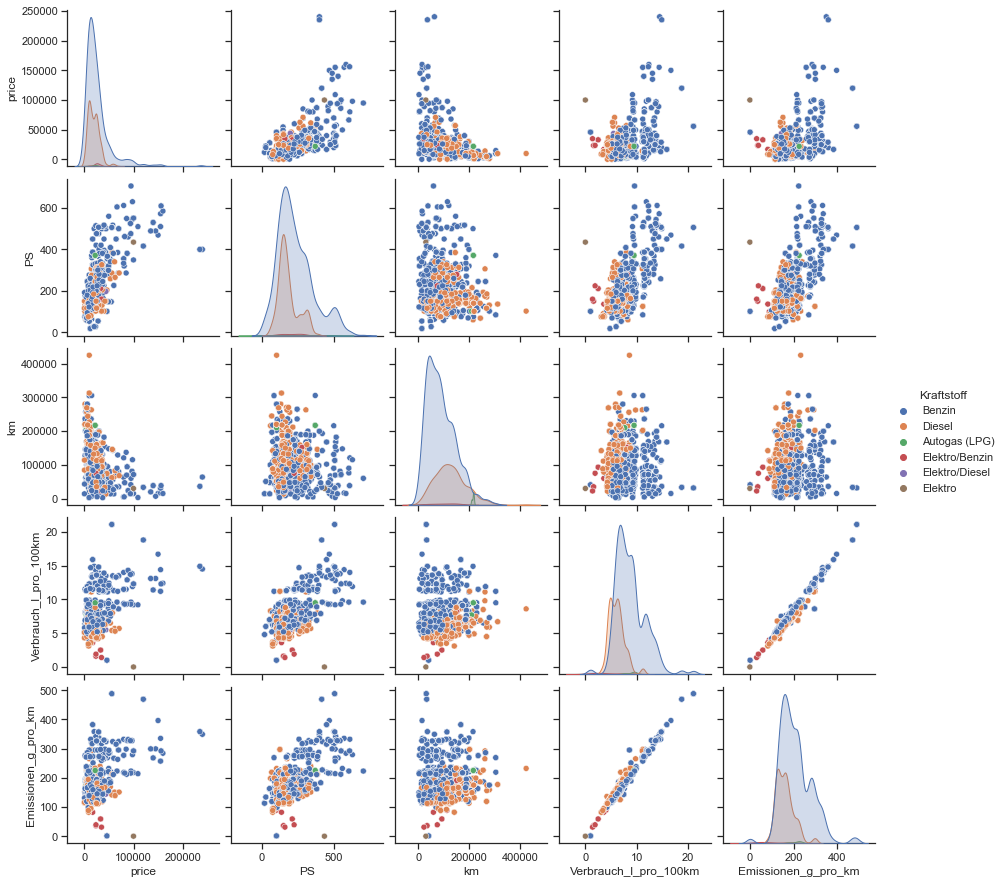 250000
200000
150000
100000
50000
0
price
600
400
200
0
PS
400000
300000
200000
100000
0
km
20
15
10
5
0
Verbrauch_l_pro_100km
500
400
300
200
100
0
Emissionen_g_pro_km
0 100000 200000
price
0 500
PS
0 200000 400000
km
0 10 20
Verbrauch_l_pro_100km
0 200 400
Emissionen_g_pro_km
Kraftstoff
Benzin
Diesel
Autogas (LPG)
Elektro/Benzin
Elektro/Diesel
Elektro